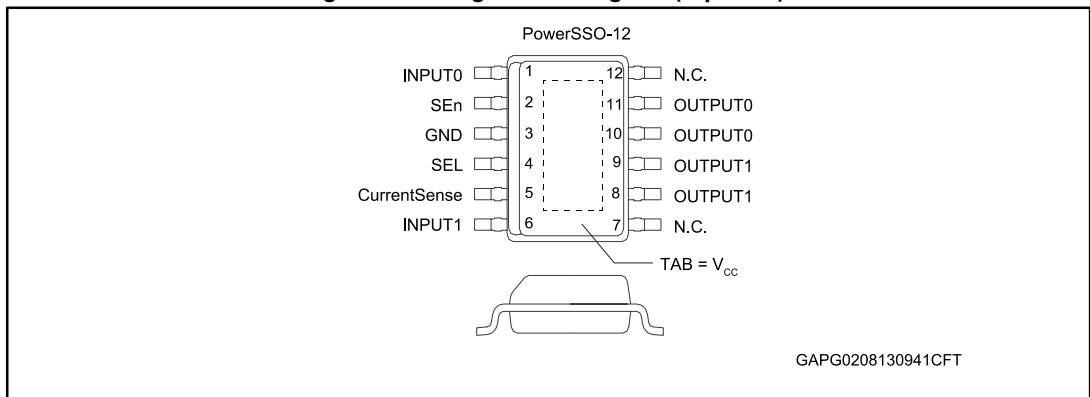 PowerSSO-12
INPUT0 1 12 N.C.
SEn 2 11 OUTPUT0
GND 3 10 OUTPUT0
SEL 4 9 OUTPUT1
CurrentSense 5 8 OUTPUT1
INPUT1 6 7 N.C.
TAB = Vcc
GAPG0208130941CFT